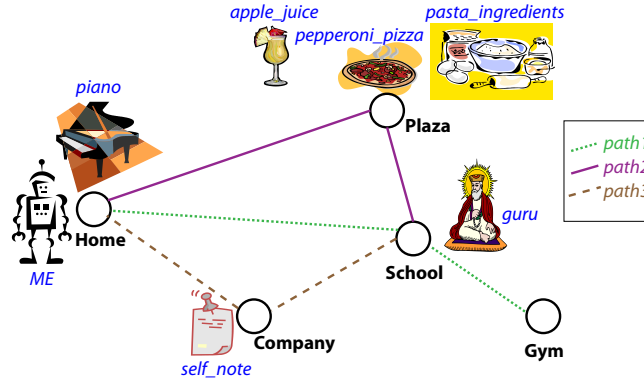 apple_juice
pasta_ingredients
pepperoni_pizza
piano
Plaza
path1
path2
path3
guru
Home
School
ME
Company
Gym
self_note